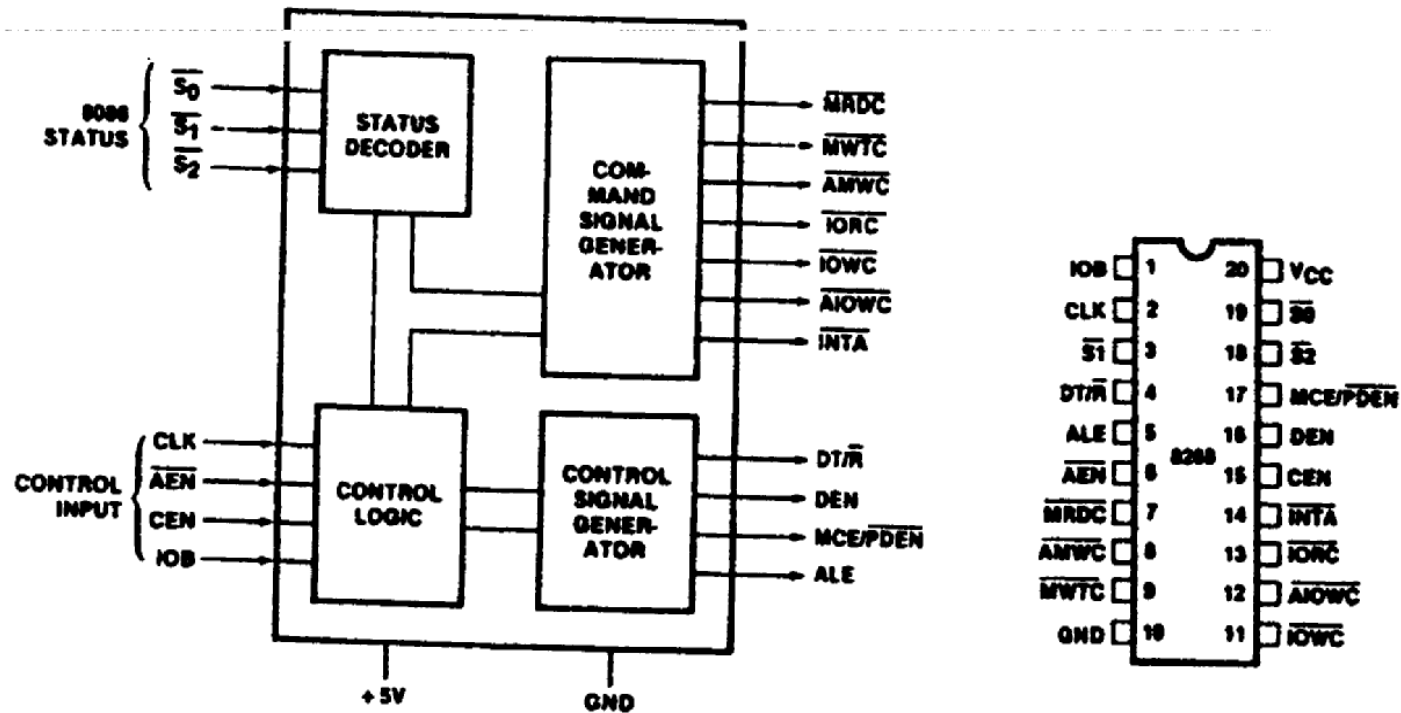 8086
STATUS
S0
S1
S2
STATUS
DECODER
COM-
MAND
SIGNAL
GENER-
ATOR
MRDC
MWTC
AMWC
IORC
IOWC
AIOWC
INTA
CONTROL
INPUT
CLK
AEN
CEN
IOB
CONTROL
LOGIC
CONTROL
SIGNAL
GENER-
ATOR
DT/R
DEN
MCE/PDEN
ALE
+5V
GND
IOB 1 20 VCC
CLK 2 19 S0
S1 3 18 S2
DT/R 4 17 MCE/PDEN
ALE 5 16 DEN
8288
AEN 6 15 CEN
MRDC 7 14 INTA
AMWC 8 13 IORC
MWTC 9 12 AIOWC
GND 10 11 IOWC